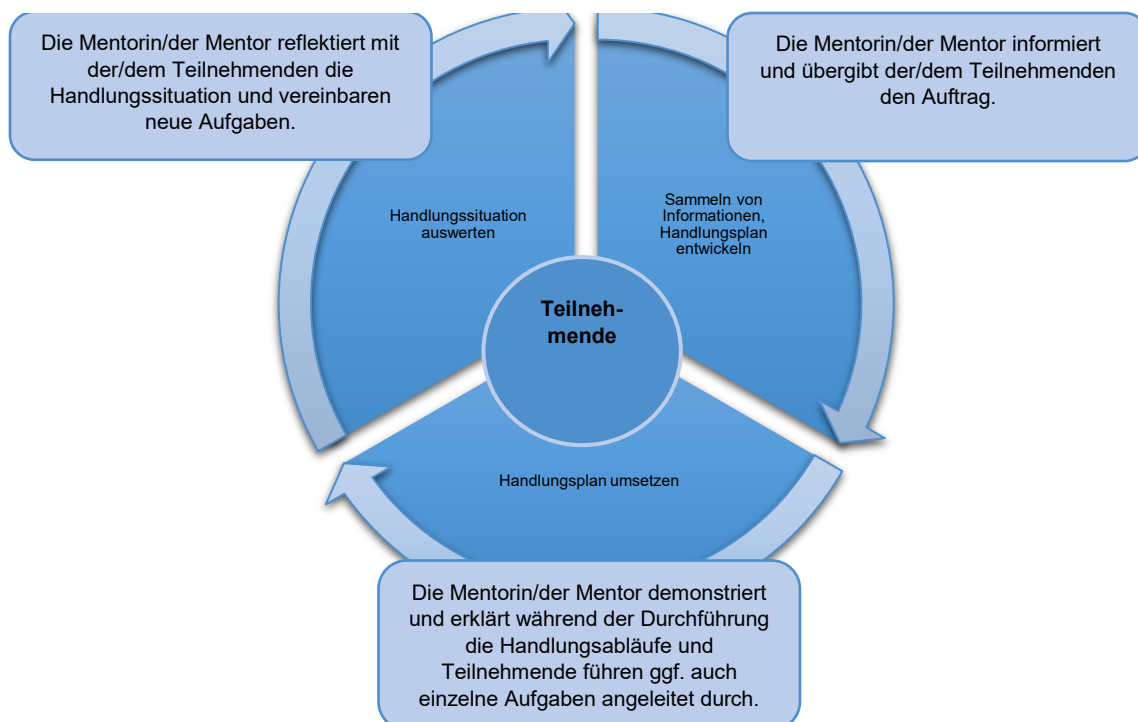 Die Mentorin/der Mentor reflektiert mit
der/dem Teilnehmenden die
Handlungssituation und vereinbaren
neue Aufgaben.
Die Mentorin/der Mentor informiert
und übergibt der/dem Teilnehmenden
den Auftrag.
Handlungssituation
auswerten
Sammeln von
Informationen,
Handlungsplan
entwickeln
Teilneh-
mende
Handlungsplan umsetzen
Die Mentorin/der Mentor demonstriert
und erklärt während der Durchführung
die Handlungsabläufe und
Teilnehmende führen ggf. auch
einzelne Aufgaben angeleitet durch.